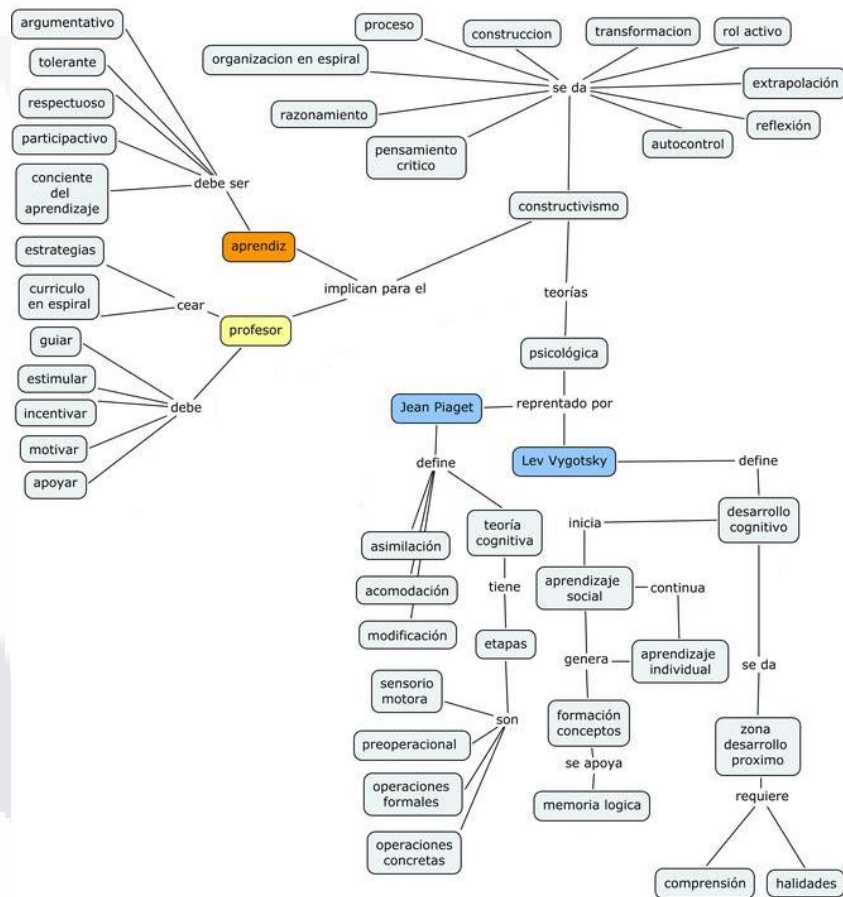 argumentativo
tolerante
respectuoso
participactivo
conciente
del
aprendizaje
debe ser
aprendiz
estrategias
curriculo
en espiral
cear
profesor
guiar
estimular
incentivar
motivar
apoyar
debe
implican para el
proceso
construccion
transformacion
rol activo
organizacion en espiral
se da
extrapolación
razonamiento
reflexión
pensamiento
critico
autocontrol
constructivismo
teorías
psicológica
reprentado por
Jean Piaget
Lev Vygotsky
define
asimilación
acomodación
modificación
teoría
cognitiva
tiene
etapas
son
sensorio
motora
preoperacional
operaciones
formales
operaciones
concretas
define
desarrollo
cognitivo
inicia
aprendizaje
social
continua
aprendizaje
individual
genera
formación
conceptos
se apoya
memoria logica
se da
zona
desarrollo
proximo
requiere
comprensión
halidades